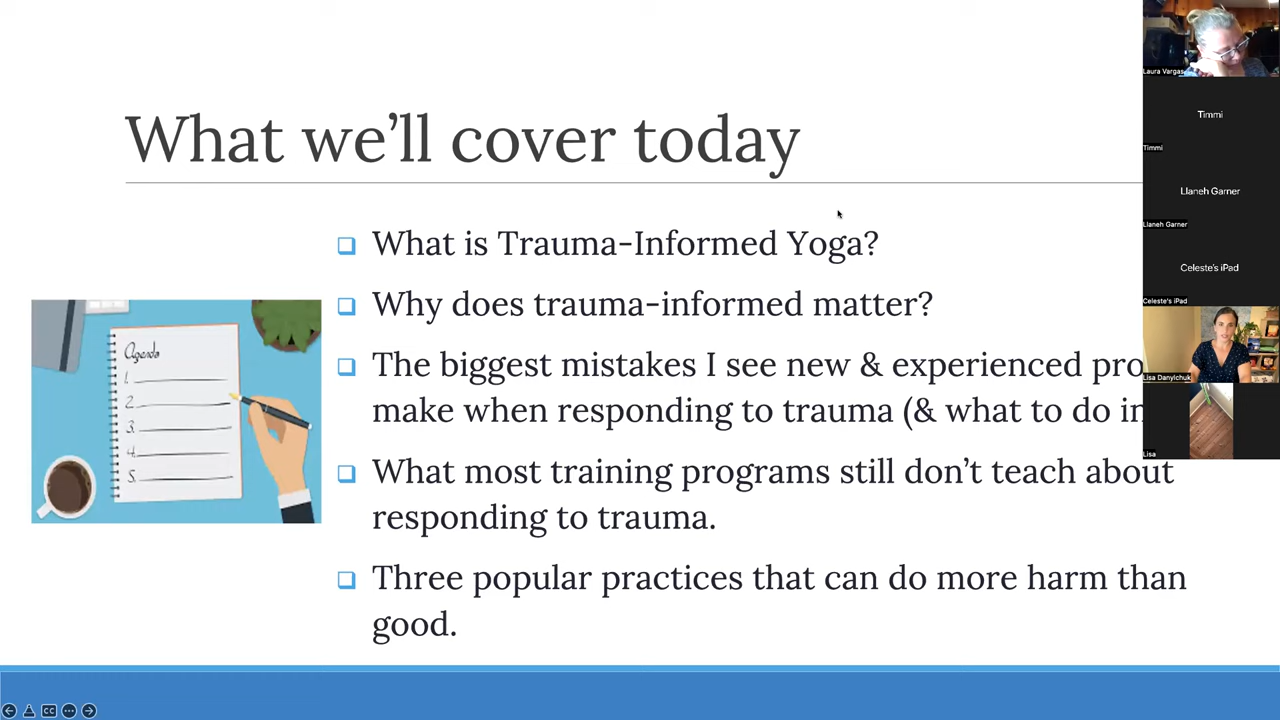 What we'll cover today
What is Trauma-Informed Yoga?
Why does trauma-informed matter?
The biggest mistakes I see new & experienced pro
make when responding to trauma (& what to do in
What most training programs still don't teach about
responding to trauma.
Three popular practices that can do more harm than
good.
Agenda
1.
2.
3.
4.
5.
Laura Vargas
Timmi
Timmi
Llaneh Garner
Llaneh Garner
Celeste's iPad
Celeste's iPad
Lisa Danylchuk
Lisa
CC